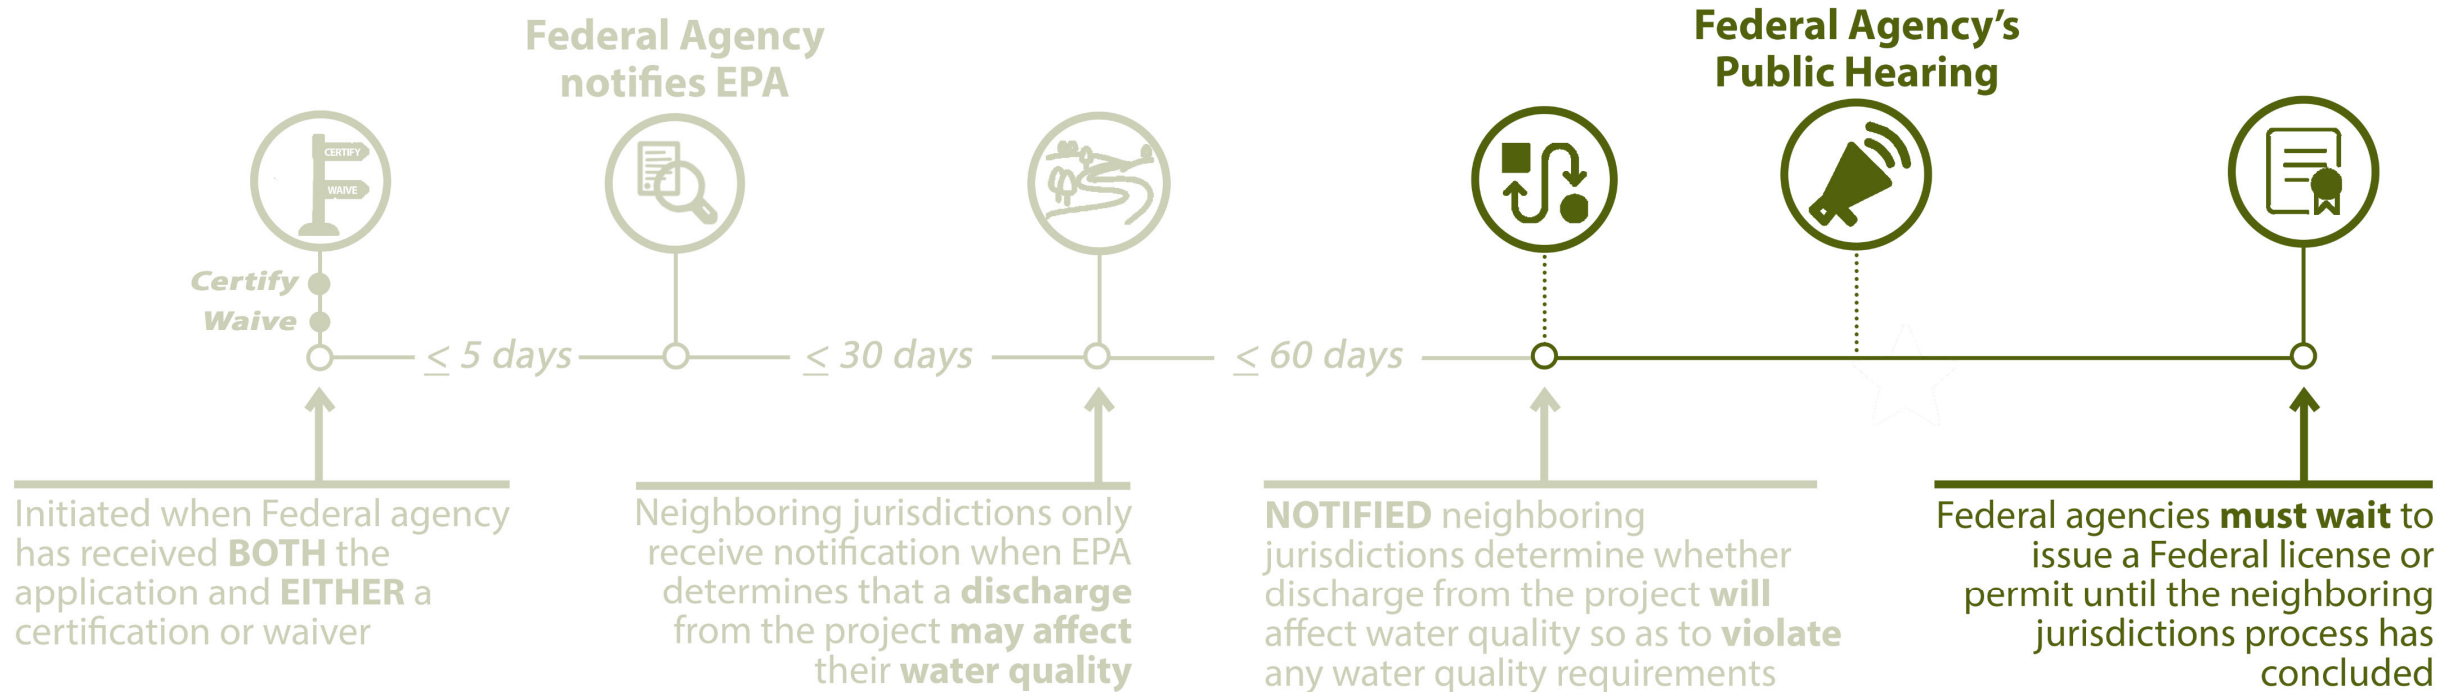 Federal Agency
notifies EPA
Federal Agency's
Public Hearing
CERTIFY
WAIVE
Certify
Waive
≤ 5 days
≤ 30 days
≤ 60 days
Initiated when Federal agency
has received BOTH the
application and EITHER a
certification or waiver
Neighboring jurisdictions only
receive notification when EPA
determines that a discharge
from the project may affect
their water quality
NOTIFIED neighboring
jurisdictions determine whether
discharge from the project will
affect water quality so as to violate
any water quality requirements
Federal agencies must wait to
issue a Federal license or
permit until the neighboring
jurisdictions process has
concluded